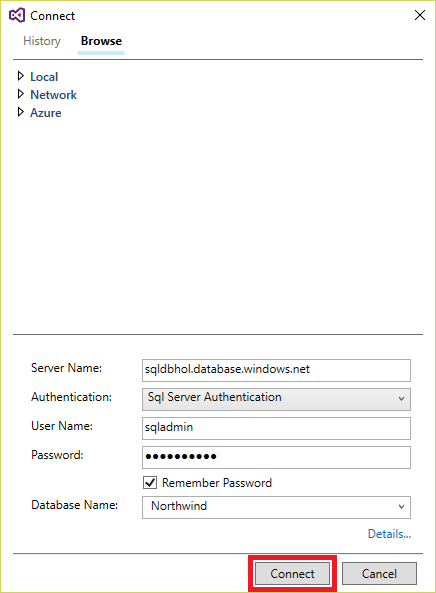 Connect
History Browse
Local
Network
Azure
Server Name: sqldbhol.database.windows.net
Authentication: Sql Server Authentication
User Name: sqladmin
Password: ●●●●●●●●●●
Remember Password
Database Name: Northwind
Details...
Connect Cancel